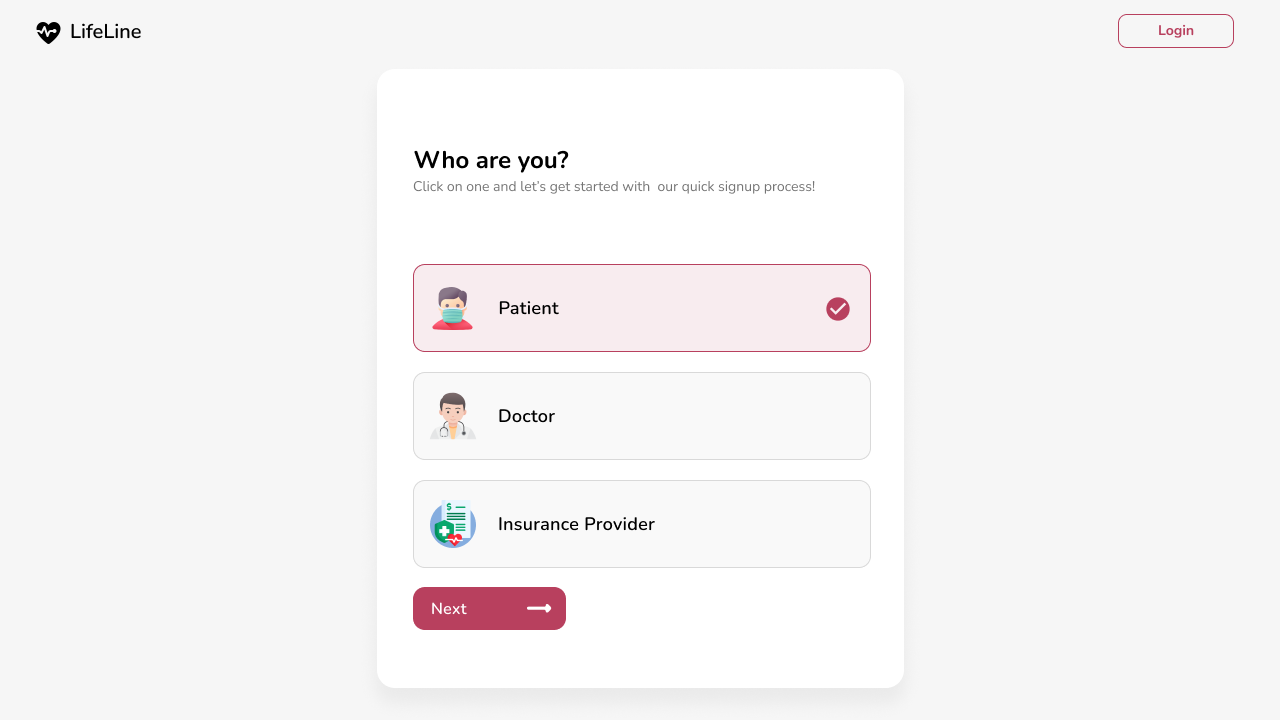 LifeLine
Login
Who are you?
Click on one and let's get started with  our quick signup process!
Patient
Doctor
$
Insurance Provider
Next